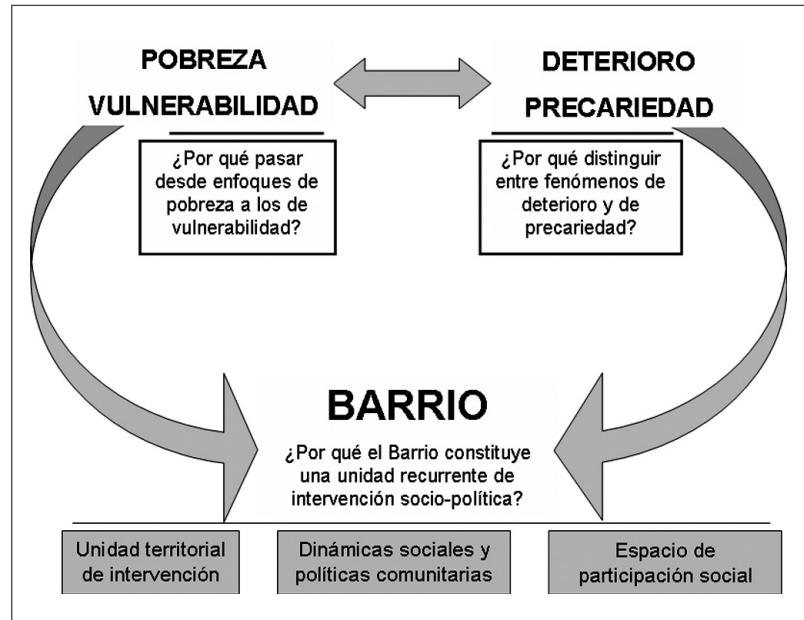 POBREZA
VULNERABILIDAD
DETERIORO
PRECARIEDAD
¿Por qué pasar
desde enfoques de
pobreza a los de
vulnerabilidad?
¿Por qué distinguir
entre fenómenos de
deterioro y de
precariedad?
BARRIO
¿Por qué el Barrio constituye
una unidad recurrente de
intervención socio-política?
Unidad territorial
de intervención
Dinámicas sociales y
políticas comunitarias
Espacio de
participación social